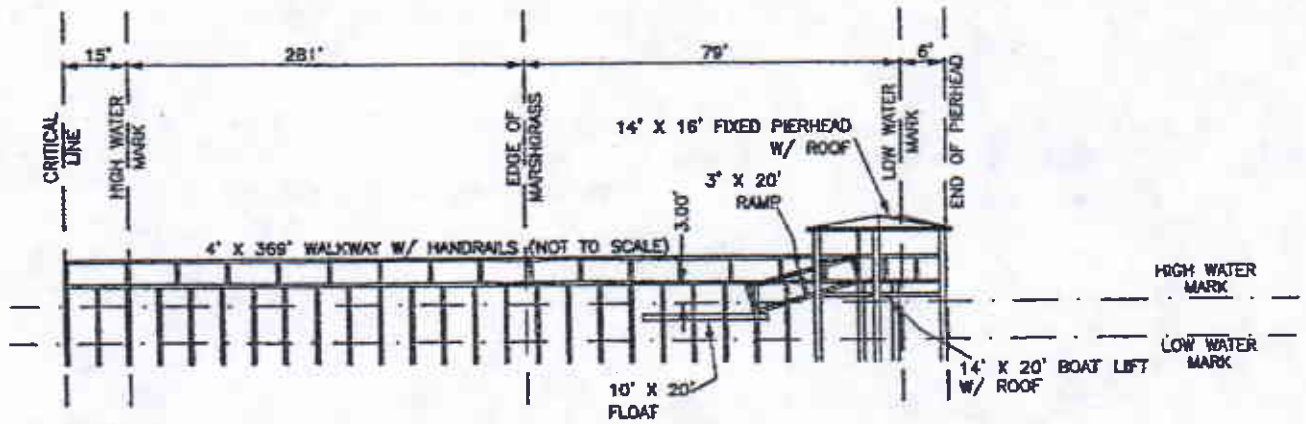 15'
281'
79'
6'
CRITICAL
LINE
HIGH WATER
MARK
EDGE OF
MARSHGRASS
LOW WATER
MARK
END OF PIERHEAD
14' X 16' FIXED PIERHEAD
W/ ROOF
3' X 20'
RAMP
3.00'
4' X 369' WALKWAY W/ HANDRAILS (NOT TO SCALE)
HIGH WATER
MARK
LOW WATER
MARK
14' X 20' BOAT LIFT
W/ ROOF
10' X 20'
FLOAT